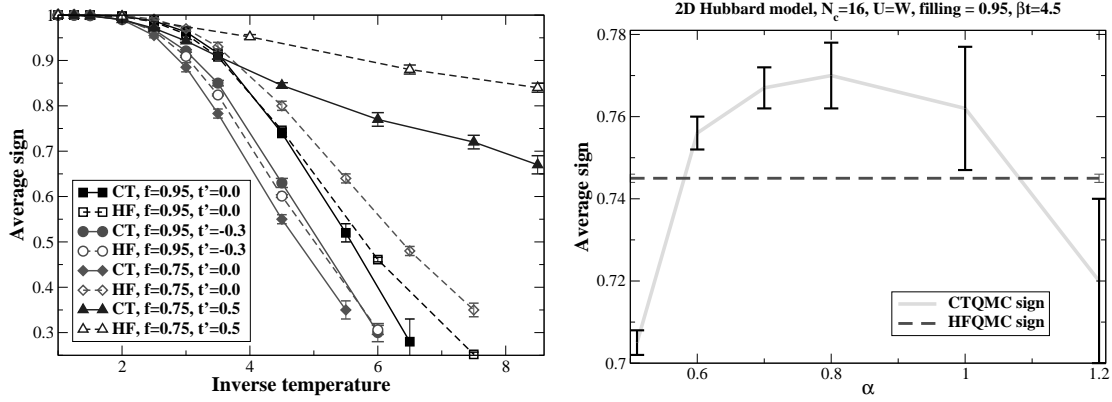 0.9
0.8
0.7
0.6
0.5
0.4
0.3
Average sign
CT, f=0.95, t'=0.0
HF, f=0.95, t'=0.0
CT, f=0.95, t'=-0.3
HF, f=0.95, t'=-0.3
CT, f=0.75, t'=0.0
HF, f=0.75, t'=0.0
CT, f=0.75, t'=0.5
HF, f=0.75, t'=0.5
2 4 6 8
Inverse temperature
2D Hubbard model, N_c=16, U=W, filling = 0.95, βt=4.5
0.78
0.76
0.74
0.72
0.7
Average sign
CTQMC sign
HFQMC sign
0.6 0.8 1 1.2
α